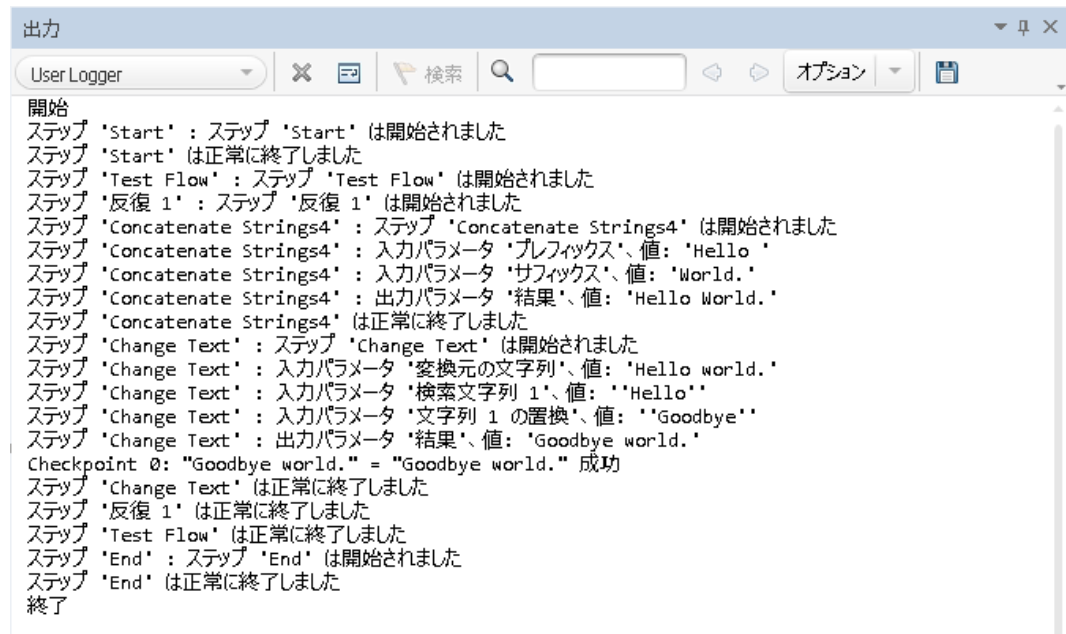 出力
User Logger 検索 オプション
開始
ステップ 'Start' : ステップ 'Start' は開始されました
ステップ 'Start' は正常に終了しました
ステップ 'Test Flow' : ステップ 'Test Flow' は開始されました
ステップ '反復 1' : ステップ '反復 1' は開始されました
ステップ 'Concatenate Strings4' : ステップ 'Concatenate Strings4' は開始されました
ステップ 'Concatenate Strings4' : 入力パラメータ 'プレフィックス'、値: 'Hello '
ステップ 'Concatenate Strings4' : 入力パラメータ 'サフィックス'、値: 'World.'
ステップ 'Concatenate Strings4' : 出力パラメータ '結果'、値: 'Hello World.'
ステップ 'Concatenate Strings4' は正常に終了しました
ステップ 'Change Text' : ステップ 'Change Text' は開始されました
ステップ 'Change Text' : 入力パラメータ '変換元の文字列'、値: 'Hello world.'
ステップ 'Change Text' : 入力パラメータ '検索文字列 1'、値: ''Hello''
ステップ 'Change Text' : 入力パラメータ '文字列 1 の置換'、値: ''Goodbye''
ステップ 'Change Text' : 出力パラメータ '結果'、値: 'Goodbye world.'
Checkpoint 0: "Goodbye world." = "Goodbye world." 成功
ステップ 'Change Text' は正常に終了しました
ステップ '反復 1' は正常に終了しました
ステップ 'Test Flow' は正常に終了しました
ステップ 'End' : ステップ 'End' は開始されました
ステップ 'End' は正常に終了しました
終了